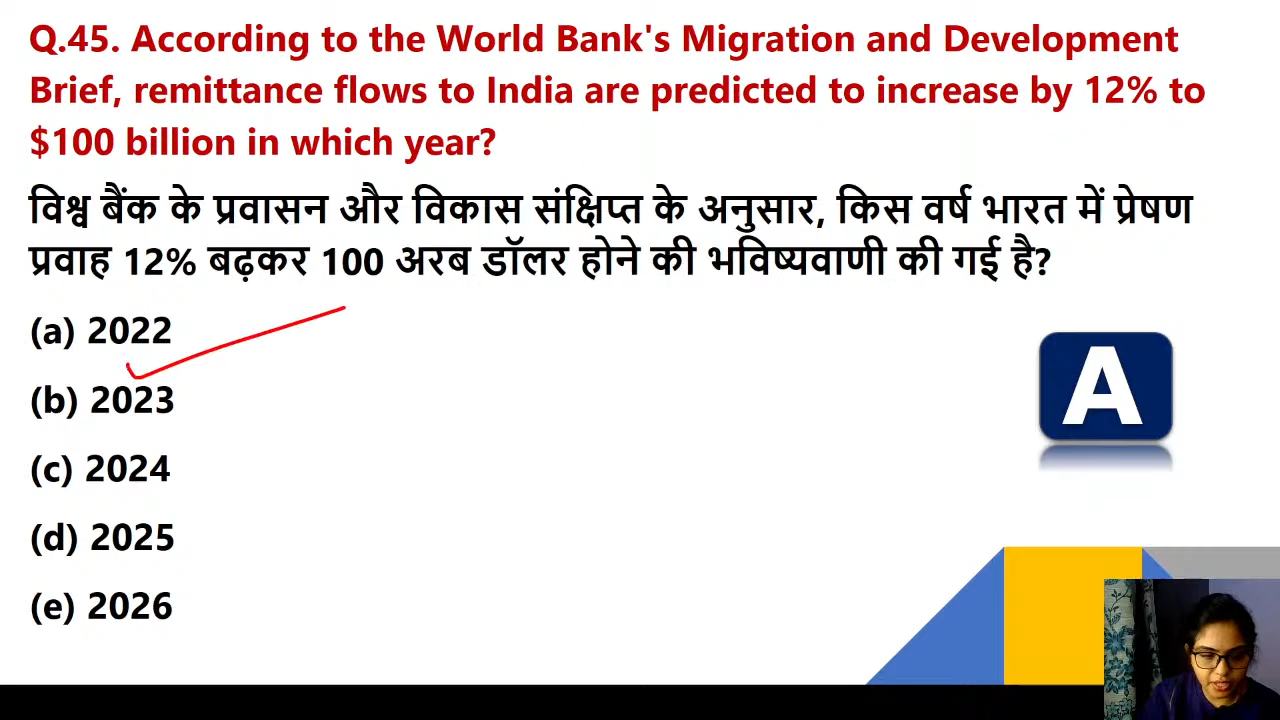 Q.45. According to the World Bank's Migration and Development
Brief, remittance flows to India are predicted to increase by 12% to
$100 billion in which year?
विश्व बैंक के प्रवासन और विकास संक्षिप्त के अनुसार, किस वर्ष भारत में प्रेषण
प्रवाह 12% बढ़कर 100 अरब डॉलर होने की भविष्यवाणी की गई है?
(a) 2022
(b) 2023
(c) 2024
(d) 2025
(e) 2026
A